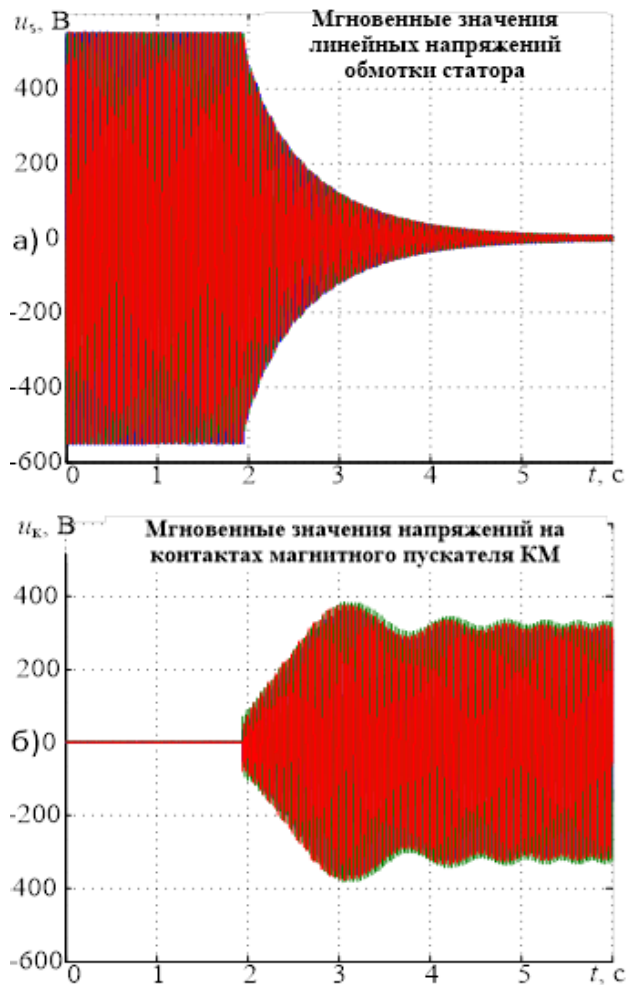 u_s, В
Мгновенные значения
линейных напряжений
обмотки статора
400
200
а) 0
-200
-400
-600
0 1 2 3 4 5 t, с
u_к, В
Мгновенные значения напряжений на
контактах магнитного пускателя КМ
400
200
б) 0
-200
-400
-600
0 1 2 3 4 5 t, с